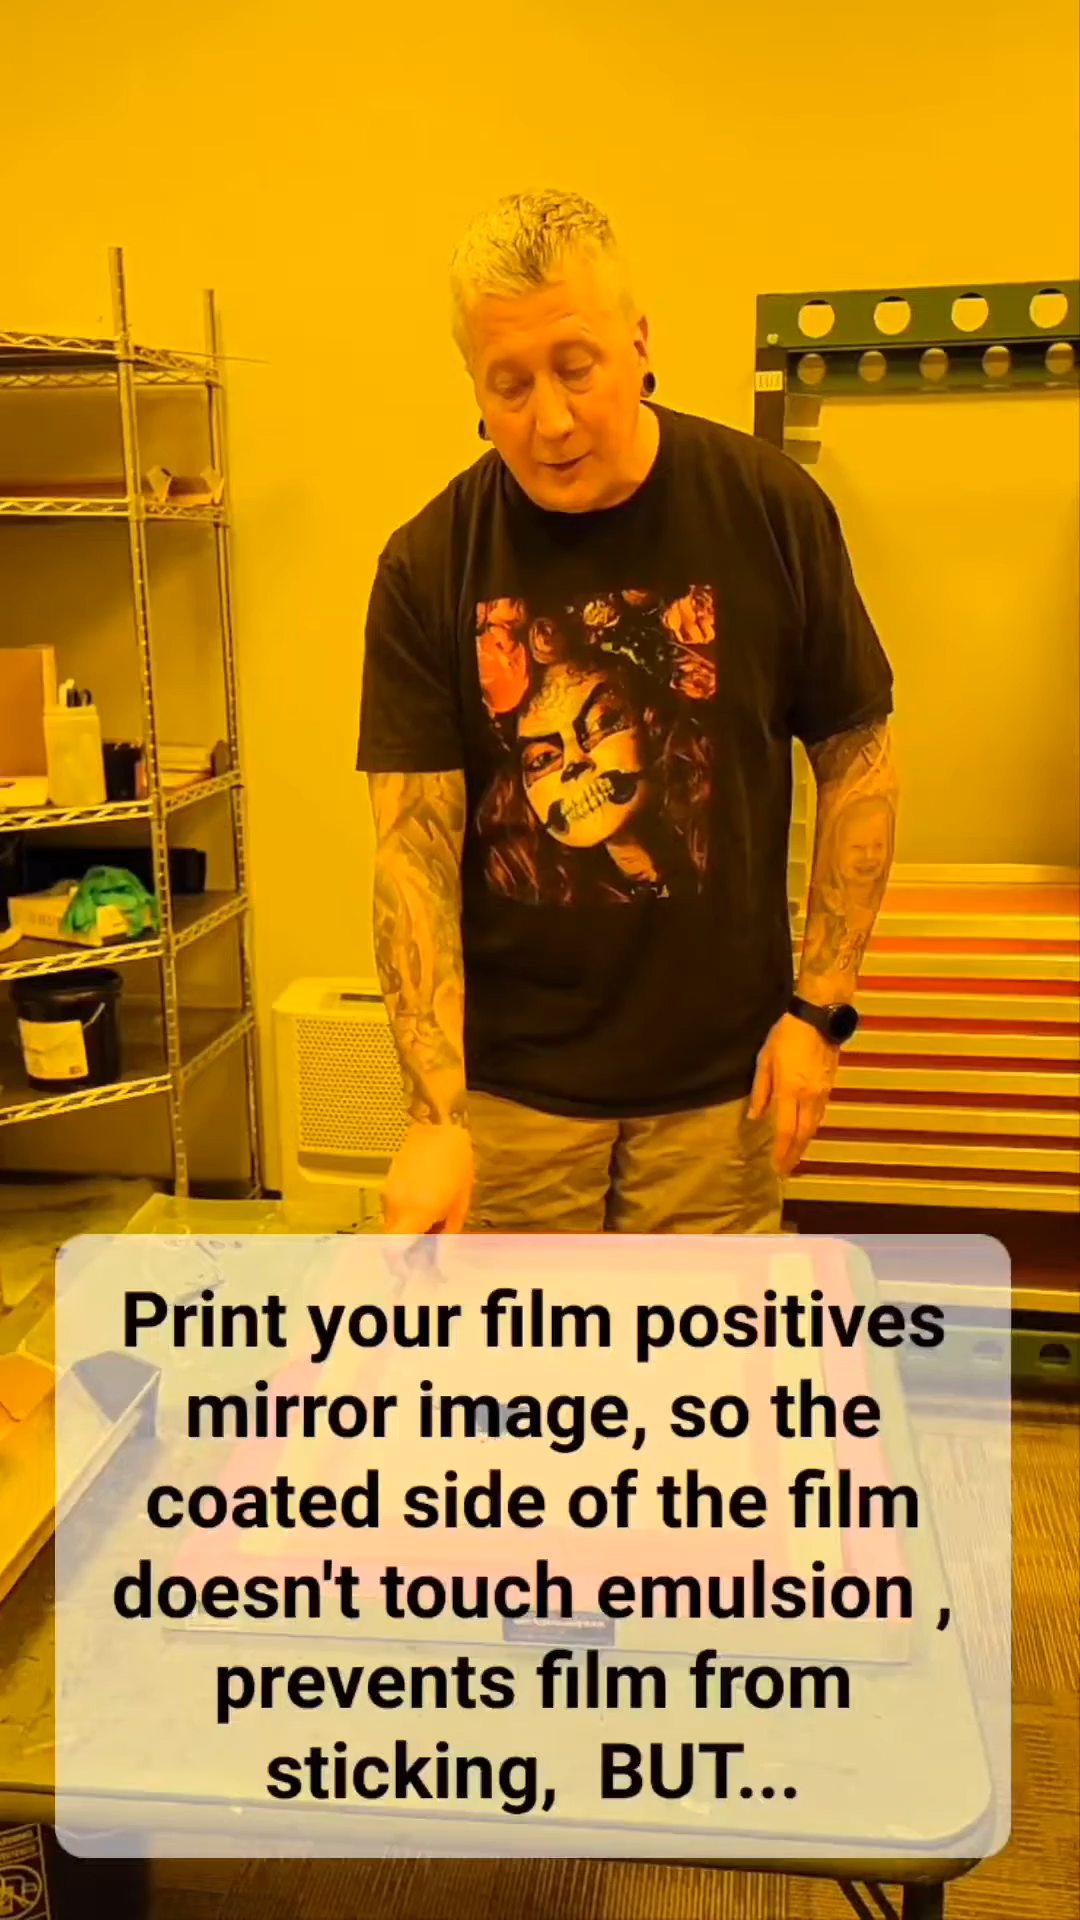 Print your film positives
mirror image, so the
coated side of the film
doesn't touch emulsion ,
prevents film from
sticking,  BUT...